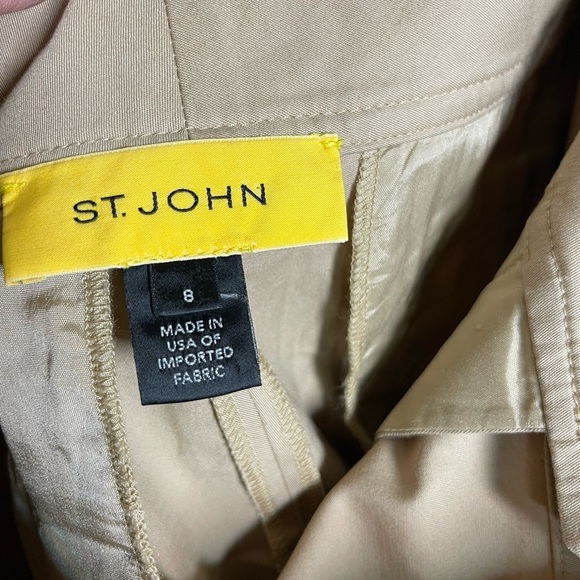 ST. JOHN
8
MADE IN
USA OF
IMPORTED
FABRIC